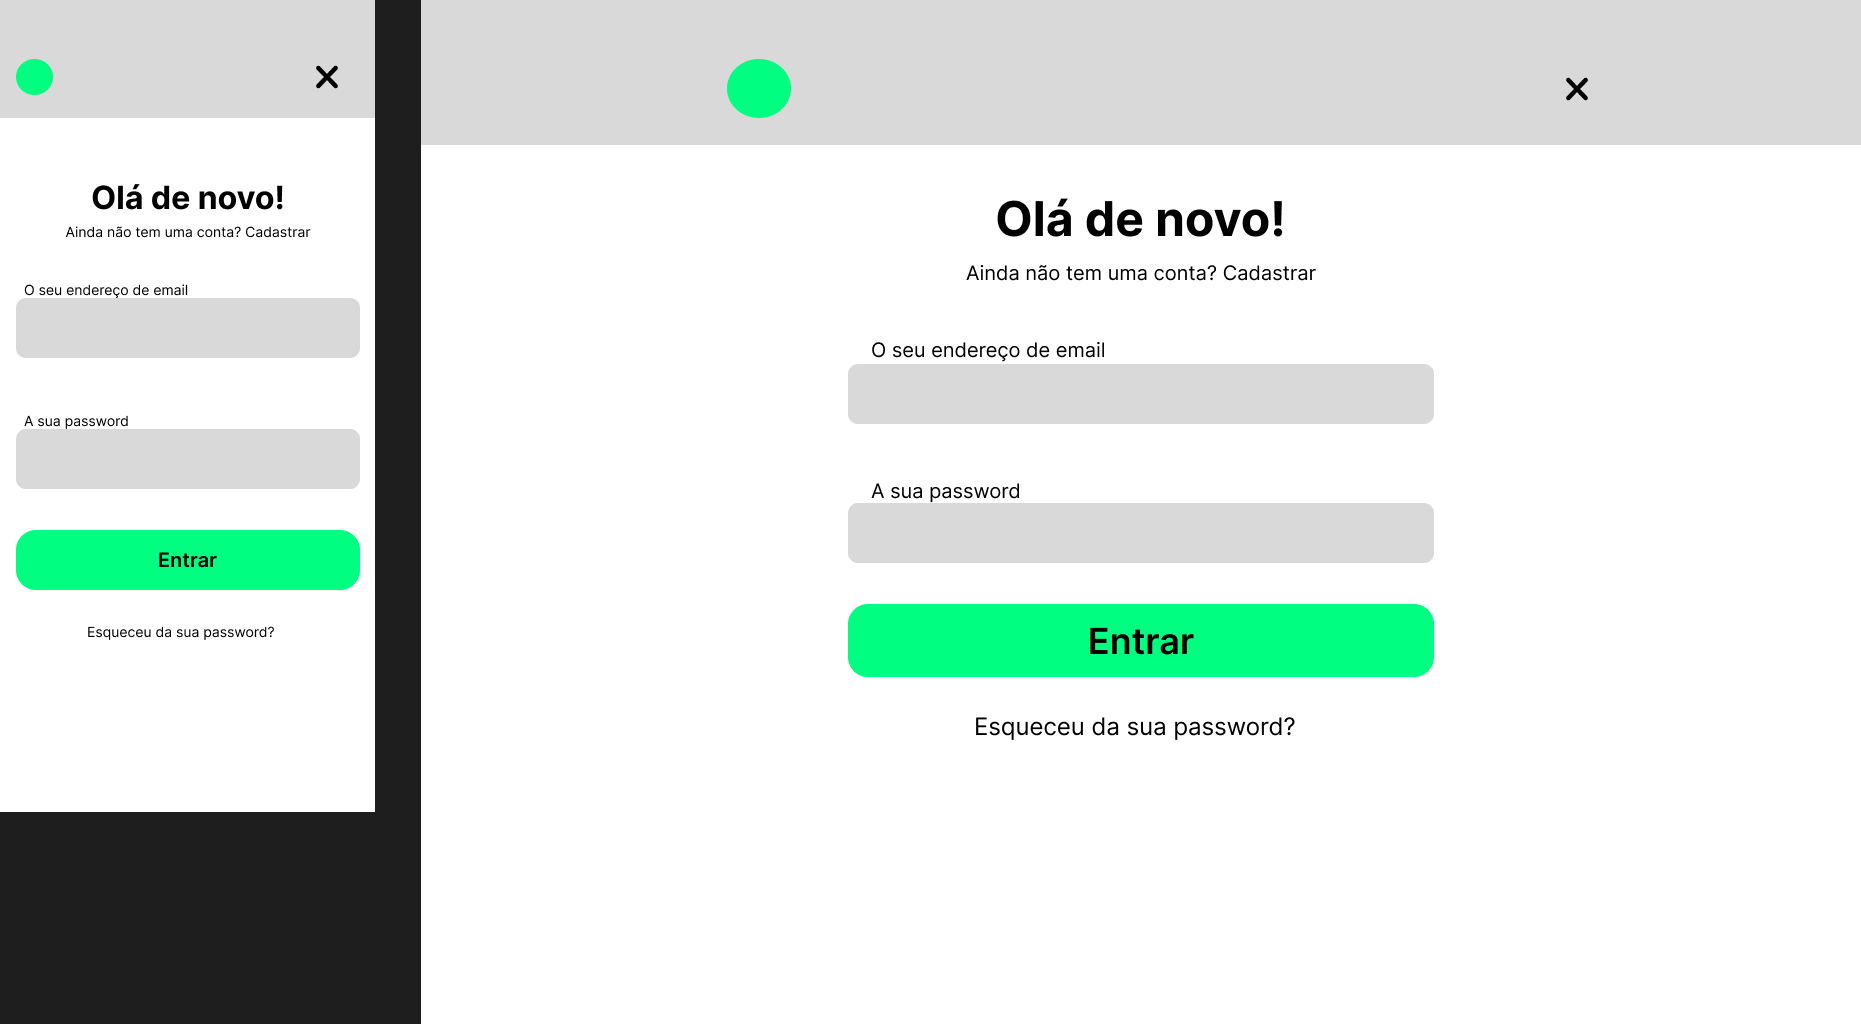 Olá de novo!
Ainda não tem uma conta? Cadastrar
O seu endereço de email
A sua password
Entrar
Esqueceu da sua password?
Olá de novo!
Ainda não tem uma conta? Cadastrar
O seu endereço de email
A sua password
Entrar
Esqueceu da sua password?